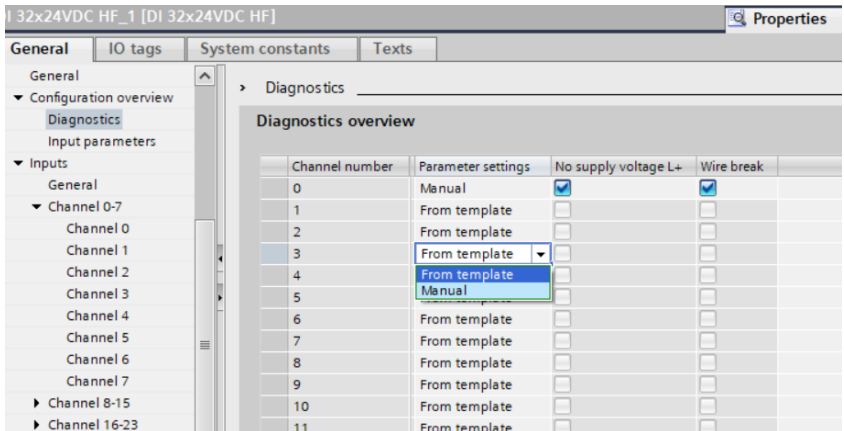 DI 32x24VDC HF_1 [DI 32x24VDC HF]
Properties
General IO tags System constants Texts
General
Configuration overview
Diagnostics
Input parameters
Inputs
General
Channel 0-7
Channel 0
Channel 1
Channel 2
Channel 3
Channel 4
Channel 5
Channel 6
Channel 7
Channel 8-15
Channel 16-23
Diagnostics
Diagnostics overview
Channel number Parameter settings No supply voltage L+ Wire break
0 Manual
1 From template
2 From template
3 From template
From template
Manual
4
5
6 From template
7 From template
8 From template
9 From template
10 From template
11 From template